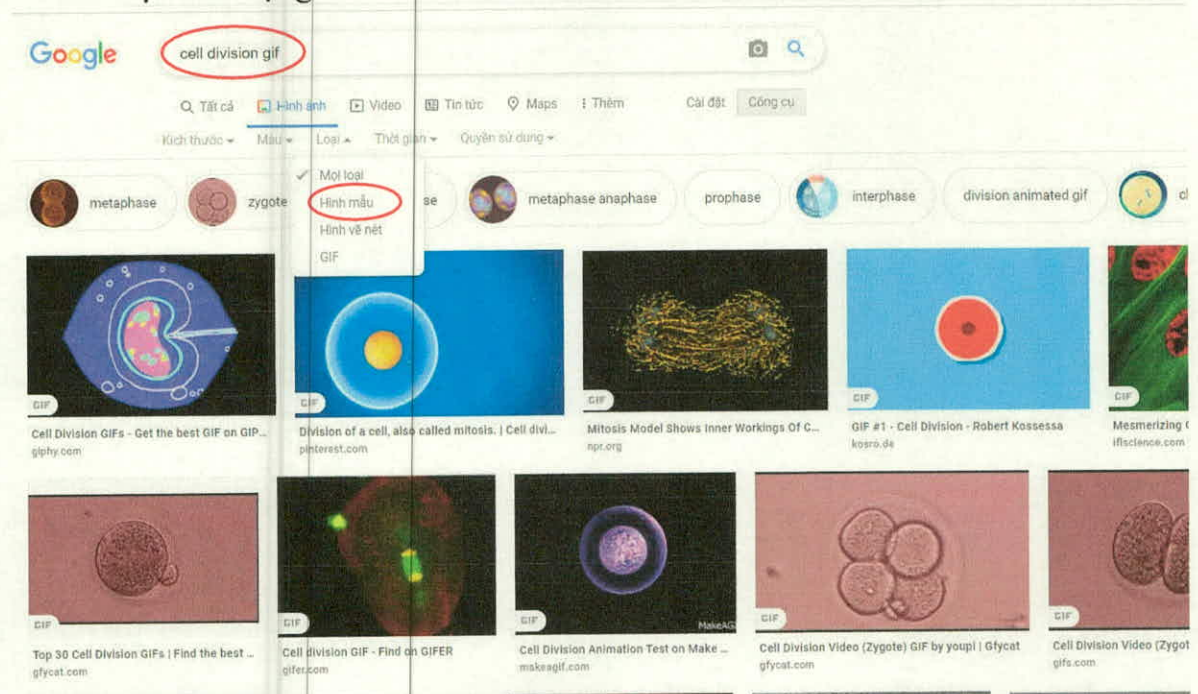 Google
cell division gif
Tất cả Hình ảnh Video Tin tức Maps Thêm Cài đặt Công cụ
Kích thước Màu Loại Thời gian Quyền sử dụng
Mọi loại
Hình mẫu
Hình vẽ nét
GIF
metaphase zygote se metaphase anaphase prophase interphase division animated gif
GIF GIF GIF GIF GIF
Cell Division GIFs - Get the best GIF on GIP... Division of a cell, also called mitosis. | Cell divi... Mitosis Model Shows Inner Workings Of C... GIF #1 - Cell Division - Robert Kossessa Mesmerizing
giphy.com pinterest.com npr.org kosro.de iflscience.com
MakeAG
GIF GIF GIF GIF GIF
Top 30 Cell Division GIFs | Find the best ... Cell division GIF - Find on GIFER Cell Division Animation Test on Make ... Cell Division Video (Zygote) GIF by youpi | Gfycat Cell Division Video (Zygot
gfycat.com gifer.com makeagif.com gfycat.com gifs.com